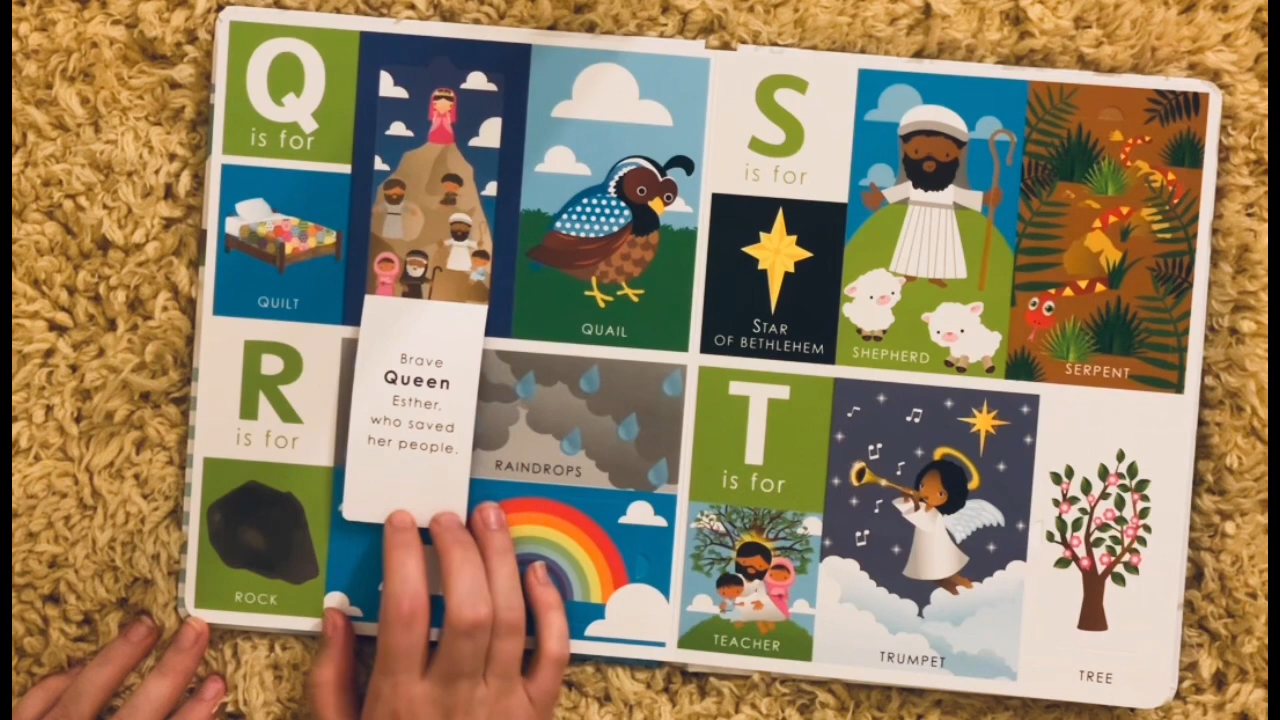 Q
is for
QUILT
QUAIL
Brave
Queen
Esther,
who saved
her people.
R
is for
RAINDROPS
ROCK
S
is for
STAR
OF BETHLEHEM
SHEPHERD
SERPENT
T
is for
TEACHER
TRUMPET
TREE